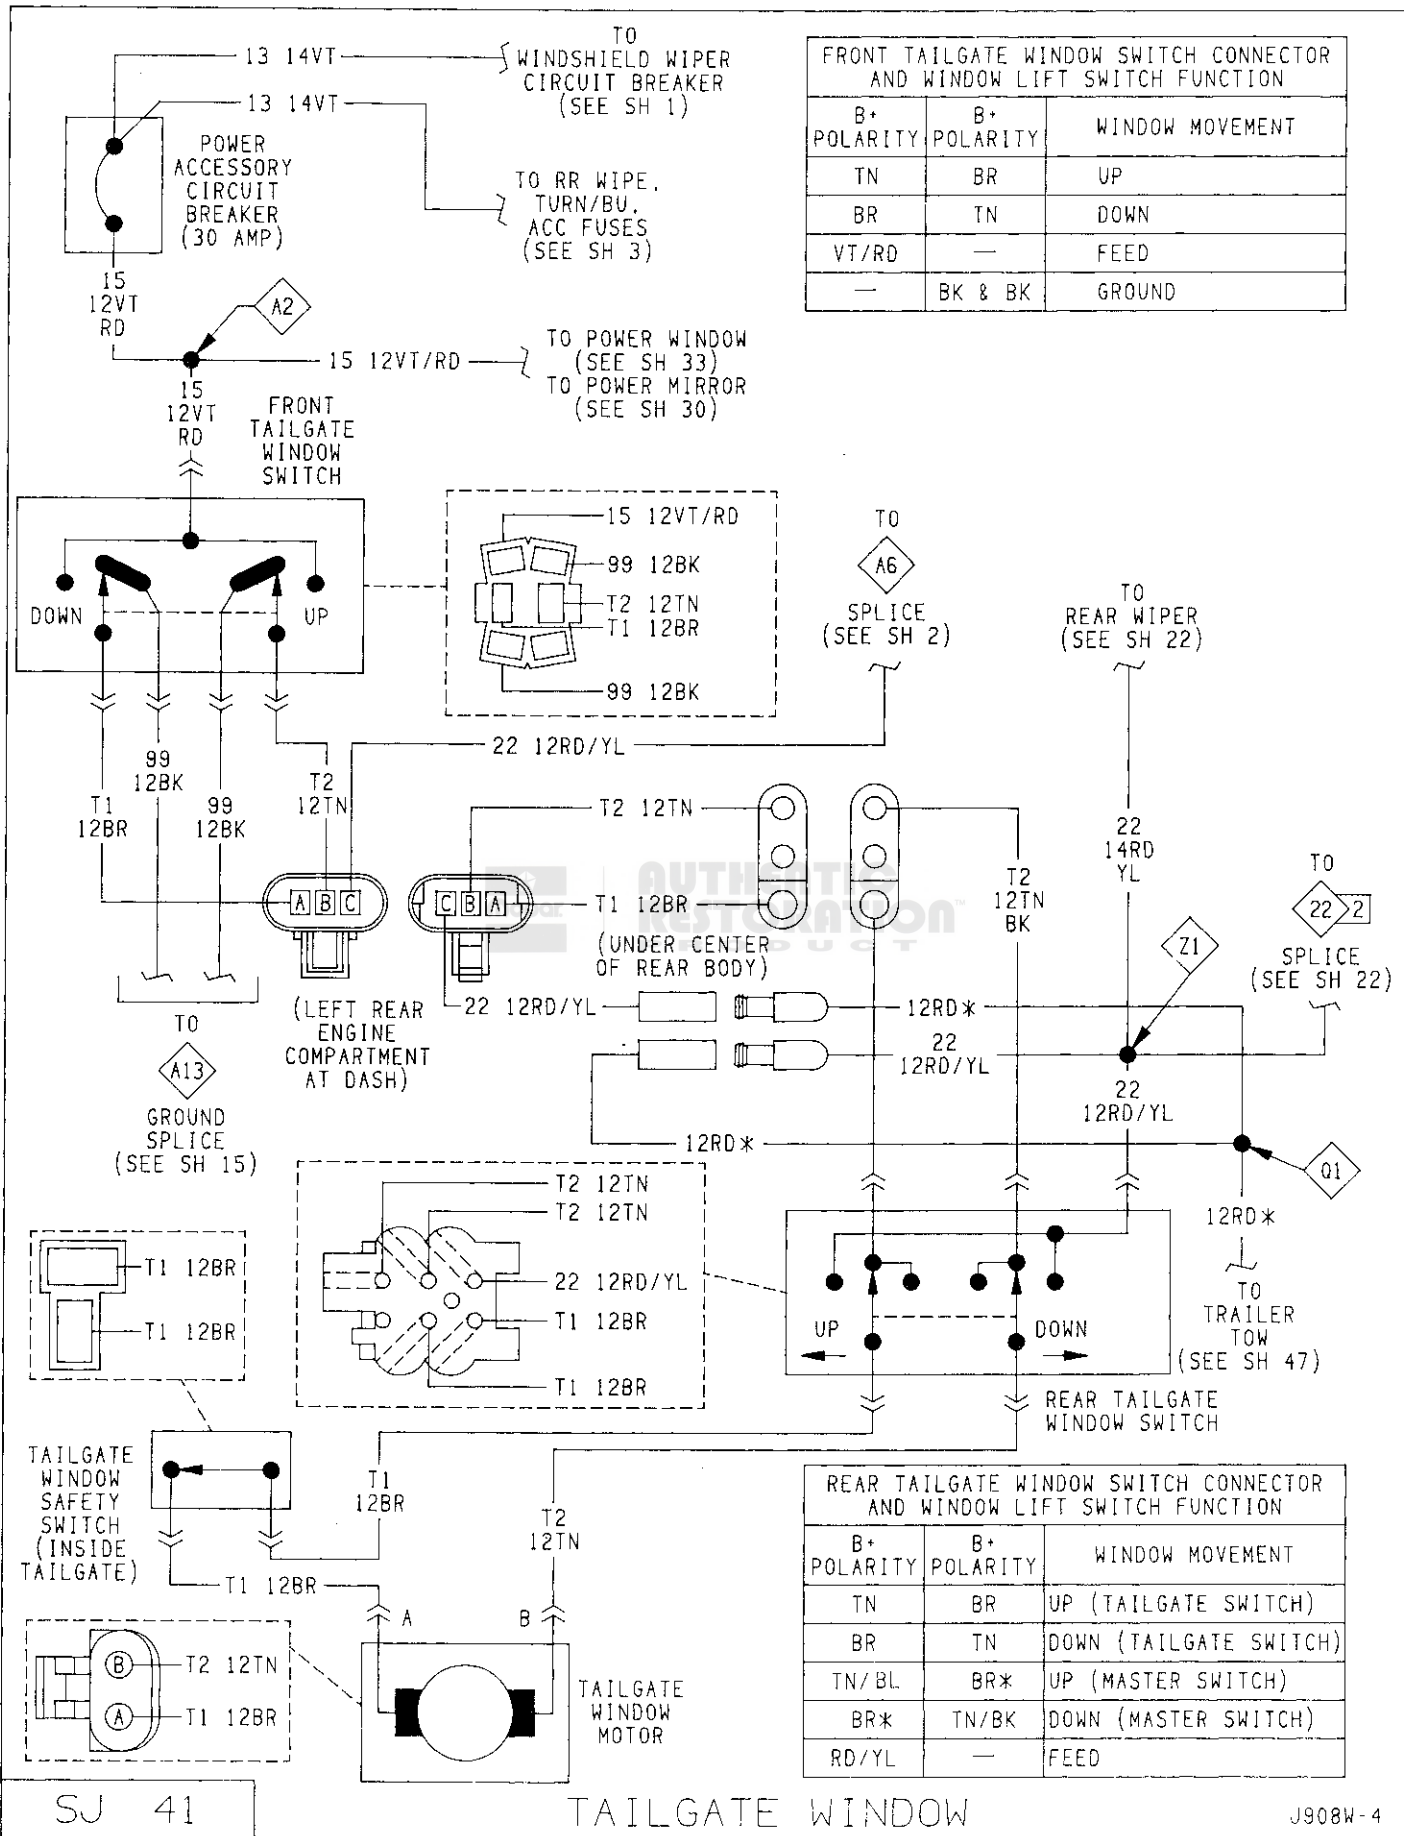 13 14VT
TO
WINDSHIELD WIPER
CIRCUIT BREAKER
(SEE SH 1)
13 14VT
POWER
ACCESSORY
CIRCUIT
BREAKER
(30 AMP)
TO RR WIPE,
TURN/BU,
ACC FUSES
(SEE SH 3)
FRONT TAILGATE WINDOW SWITCH CONNECTOR
AND WINDOW LIFT SWITCH FUNCTION
B+ POLARITY B+ POLARITY WINDOW MOVEMENT
TN BR UP
BR TN DOWN
VT/RD — FEED
— BK & BK GROUND
15
12VT
RD
A2
15 12VT/RD
TO POWER WINDOW
(SEE SH 33)
TO POWER MIRROR
(SEE SH 30)
15
12VT
RD
FRONT
TAILGATE
WINDOW
SWITCH
DOWN
UP
15 12VT/RD
99 12BK
T2 12TN
T1 12BR
99 12BK
TO
A6
SPLICE
(SEE SH 2)
TO
REAR WIPER
(SEE SH 22)
22 12RD/YL
99
12BK
T2
12TN
T1
12BR
99
12BK
T2 12TN
22
14RD
YL
TO
22 2
SPLICE
(SEE SH 22)
T2
12TN
BK
A B C
C B A
T1 12BR
AUTHENTIC
RESTORATION™
PRODUCT
(UNDER CENTER
OF REAR BODY)
Z1
(LEFT REAR
ENGINE
COMPARTMENT
AT DASH)
22 12RD/YL
12RD*
22
12RD/YL
TO
A13
GROUND
SPLICE
(SEE SH 15)
22
12RD/YL
12RD*
Q1
12RD*
TO
TRAILER
TOW
(SEE SH 47)
T2 12TN
T2 12TN
22 12RD/YL
T1 12BR
T1 12BR
T1 12BR
T1 12BR
UP
DOWN
REAR TAILGATE
WINDOW SWITCH
TAILGATE
WINDOW
SAFETY
SWITCH
(INSIDE
TAILGATE)
T1
12BR
T2
12TN
T1 12BR
A
B
B
T2 12TN
A
T1 12BR
TAILGATE
WINDOW
MOTOR
REAR TAILGATE WINDOW SWITCH CONNECTOR
AND WINDOW LIFT SWITCH FUNCTION
B+ POLARITY B+ POLARITY WINDOW MOVEMENT
TN BR UP (TAILGATE SWITCH)
BR TN DOWN (TAILGATE SWITCH)
TN/BL BR* UP (MASTER SWITCH)
BR* TN/BK DOWN (MASTER SWITCH)
RD/YL — FEED
SJ 41
TAILGATE WINDOW
J908W-4